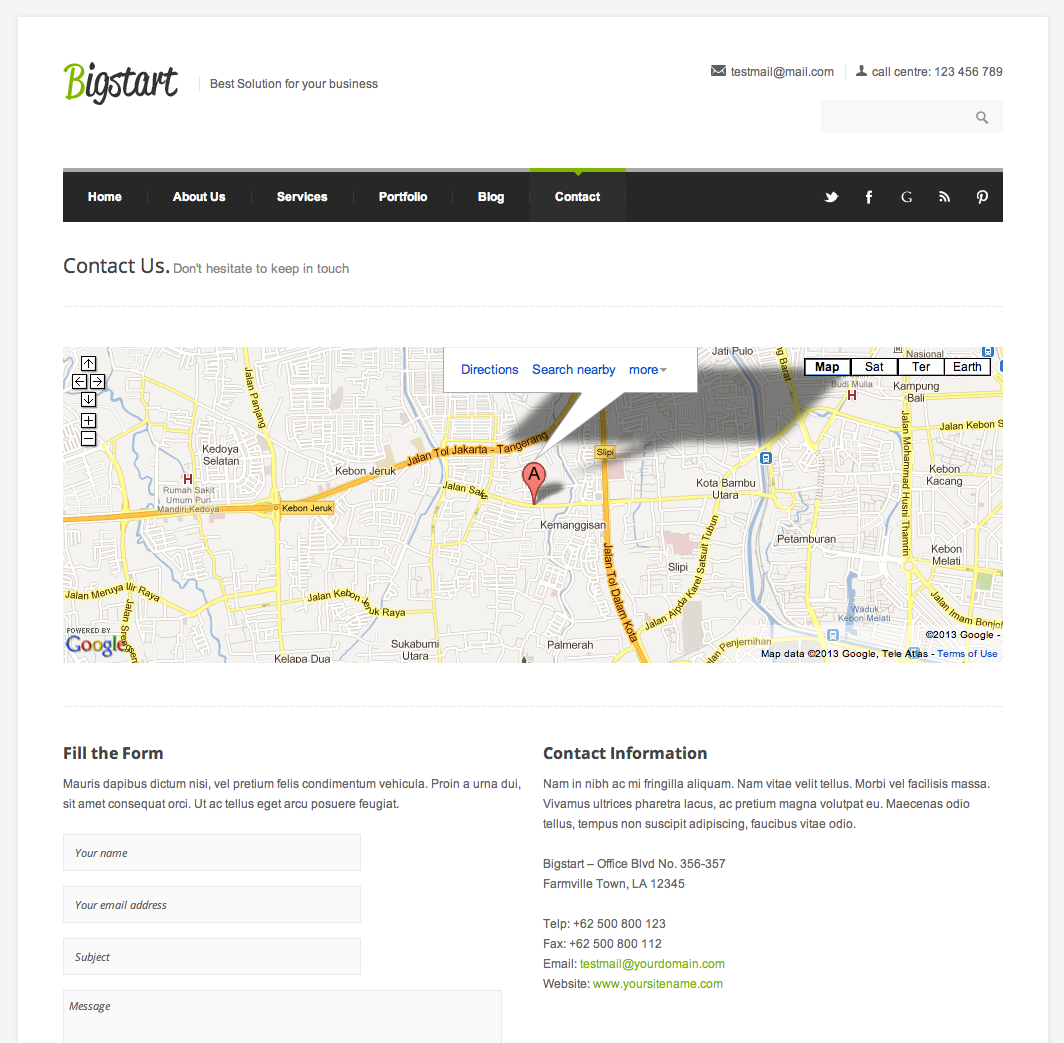 Bigstart
Best Solution for your business
testmail@mail.com
call centre: 123 456 789
Home
About Us
Services
Portfolio
Blog
Contact
Contact Us. Don't hesitate to keep in touch
Directions
Search nearby
more
Map
Sat
Ter
Earth
Jati Pulo
Nasional
Budi Mulia
Kampung
Bali
Jalan Panjang
Jalan Kebon S
Jalan Mohammad Husni Thamrin
Kedoya
Selatan
Kebon Jeruk
Jalan Tol Jakarta - Tangerang
Slipi
A
Kebon
Kacang
Kota Bambu
Utara
H
Rumah Sakit
Umum Puri
Mandiri Kedoya
H
Kebon Jeruk
Kemanggisan
Petamburan
Kebon
Melati
Slipi
Jalan Tol Dalam Kota
Jalan Meruya Ilir Raya
Jalan Kebon Jeruk Raya
Waduk
Kebon Melati
Jalan Imam Bonjol
POWERED BY
Google
Sukabumi
Utara
Kelapa Dua
Palmerah
Jalan Penjernihan
©2013 Google -
Map data ©2013 Google, Tele Atlas - Terms of Use
Fill the Form
Mauris dapibus dictum nisi, vel pretium felis condimentum vehicula. Proin a urna dui,
sit amet consequat orci. Ut ac tellus eget arcu posuere feugiat.
Your name
Your email address
Subject
Message
Contact Information
Nam in nibh ac mi fringilla aliquam. Nam vitae velit tellus. Morbi vel facilisis massa.
Vivamus ultrices pharetra lacus, ac pretium magna volutpat eu. Maecenas odio
tellus, tempus non suscipit adipiscing, faucibus vitae odio.
Bigstart – Office Blvd No. 356-357
Farmville Town, LA 12345
Telp: +62 500 800 123
Fax: +62 500 800 112
Email: testmail@yourdomain.com
Website: www.yoursitename.com